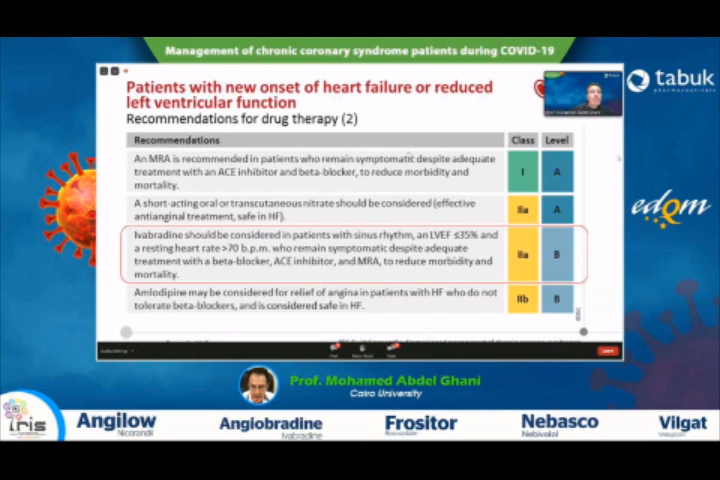 Management of chronic coronary syndrome patients during COVID-19
Patients with new onset of heart failure or reduced
left ventricular function
Recommendations for drug therapy (2)
Recommendations Class Level
An MRA is recommended in patients who remain symptomatic despite adequate
treatment with an ACE inhibitor and beta-blocker, to reduce morbidity and
mortality.
I A
A short-acting oral or transcutaneous nitrate should be considered (effective
antianginal treatment, safe in HF).
IIa A
Ivabradine should be considered in patients with sinus rhythm, an LVEF ≤35% and
a resting heart rate >70 b.p.m. who remain symptomatic despite adequate
treatment with a beta-blocker, ACE inhibitor, and MRA, to reduce morbidity and
mortality.
IIa B
Amlodipine may be considered for relief of angina in patients with HF who do not
tolerate beta-blockers, and is considered safe in HF.
IIb B
tabuk
pharmaceuticals
Prof. Mohamed Abdel Ghani
Cairo University
iris
Angilow
Nicorandil
Angiobradine
Ivabradine
Frositor
Nebasco
Nebivolol
Vilgat